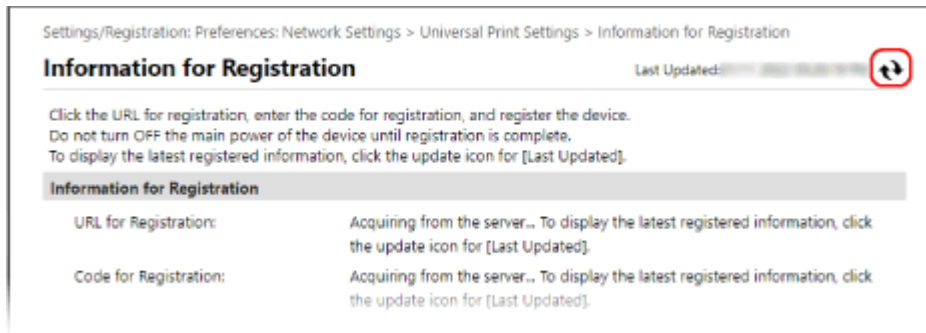 Settings/Registration: Preferences: Network Settings > Universal Print Settings > Information for Registration
Information for Registration
Last Updated:
Click the URL for registration, enter the code for registration, and register the device.
Do not turn OFF the main power of the device until registration is complete.
To display the latest registered information, click the update icon for [Last Updated].
Information for Registration
URL for Registration: Acquiring from the server... To display the latest registered information, click
the update icon for [Last Updated].
Code for Registration: Acquiring from the server... To display the latest registered information, click
the update icon for [Last Updated].